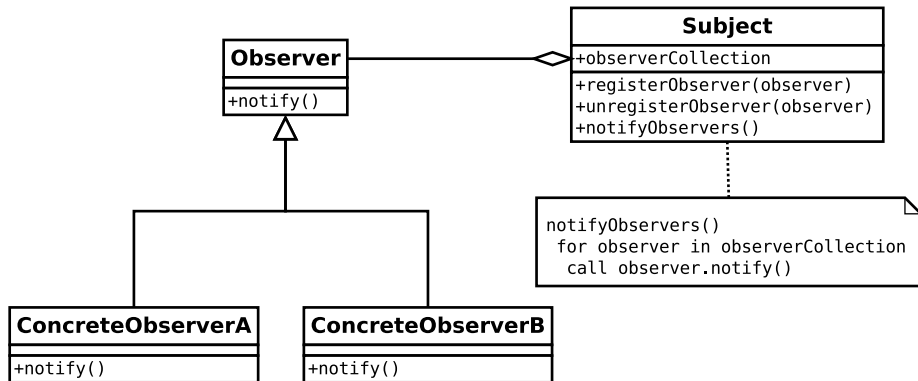 Observer
+notify()
Subject
+observerCollection
+registerObserver(observer)
+unregisterObserver(observer)
+notifyObservers()
notifyObservers()
for observer in observerCollection
call observer.notify()
ConcreteObserverA
+notify()
ConcreteObserverB
+notify()